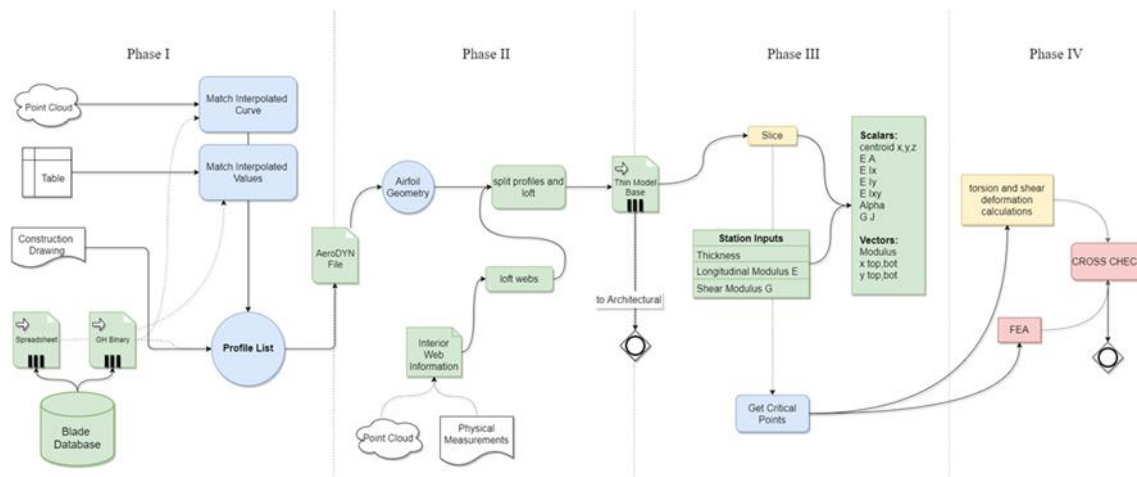 Phase I
Phase II
Phase III
Phase IV
Point Cloud
Match Interpolated
Curve
Table
Match Interpolated
Values
Construction
Drawing
Spreadsheet
GH Binary
Blade
Database
Profile List
AeroDYN
File
Airfoil
Geometry
split profiles and
loft
loft webs
Interior
Web
Information
Point Cloud
Physical
Measurements
Thin Model
Base
to Architectural
Slice
Station Inputs
Thickness
Longitudinal Modulus E
Shear Modulus G
Get Critical
Points
Scalars:
centroid x,y,z
E A
E Ix
E Iy
E Ixy
Alpha
G J
Vectors:
Modulus
x top,bot
y top,bot
torsion and shear
deformation
calculations
CROSS CHECK
FEA